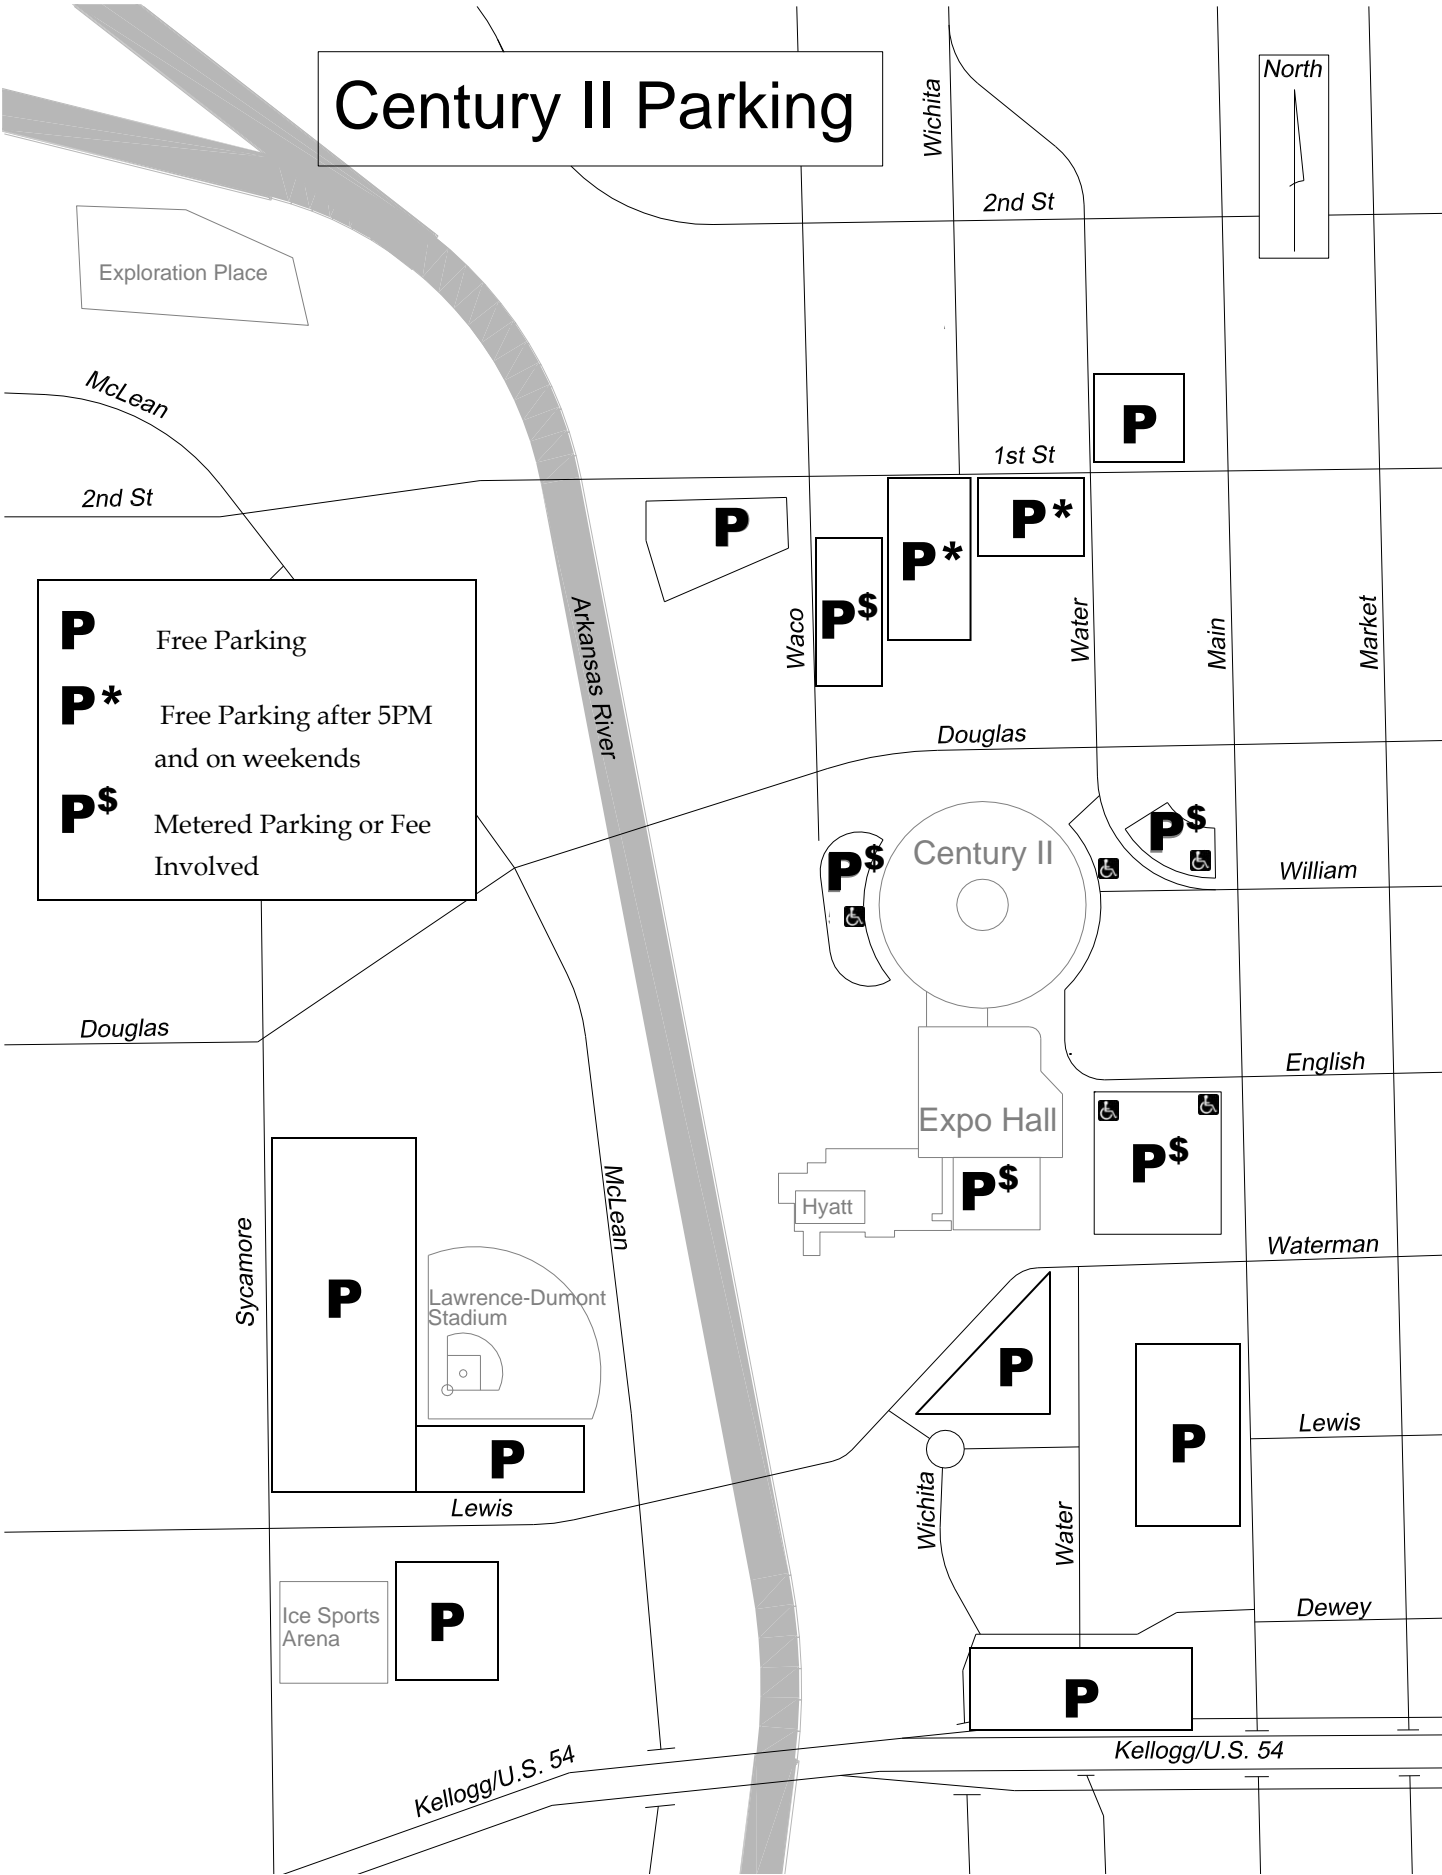 Century II Parking
North
Wichita
2nd St
Exploration Place
McLean
P
1st St
2nd St
P
P*
P*
P$
Arkansas River
Waco
Water
Main
Market
P Free Parking
P* Free Parking after 5PM
and on weekends
P$ Metered Parking or Fee
Involved
Douglas
P$
Century II
P$
William
Douglas
English
Expo Hall
P$
P$
Hyatt
McLean
Sycamore
Waterman
P
Lawrence-Dumont
Stadium
P
P
Lewis
P
Lewis
Wichita
Water
Ice Sports
Arena
P
Dewey
P
Kellogg/U.S. 54
Kellogg/U.S. 54